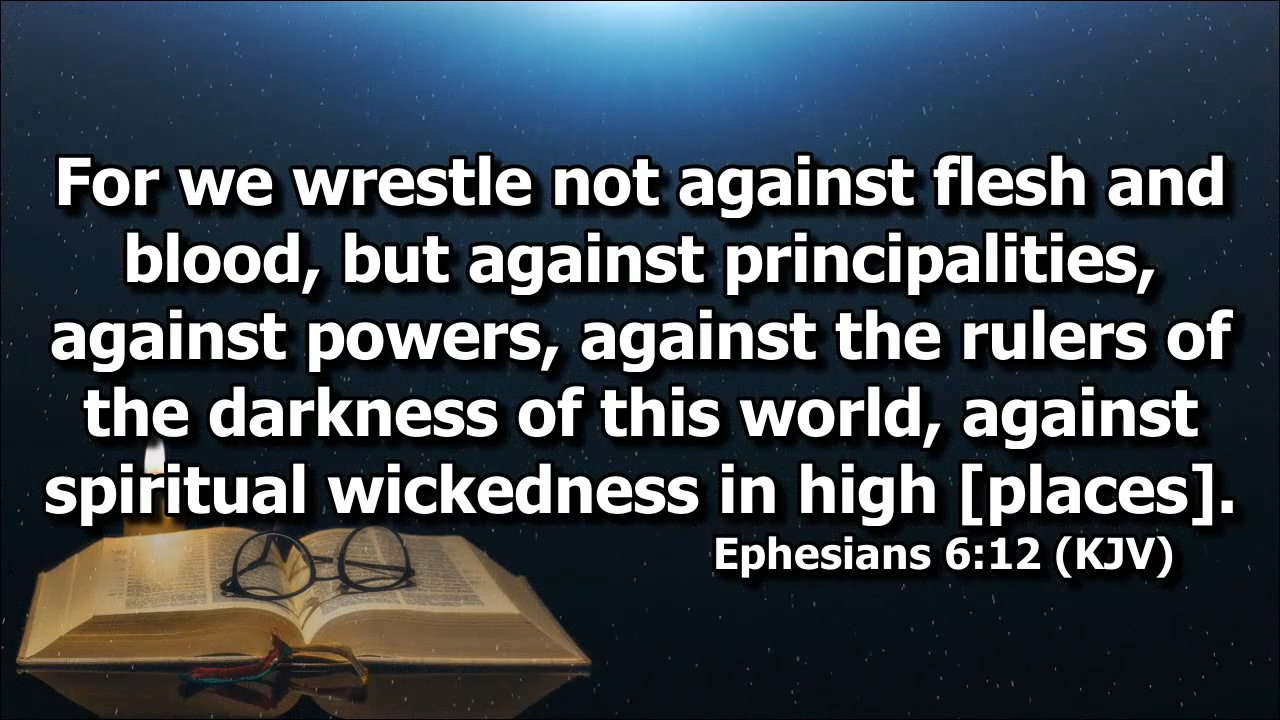 For we wrestle not against flesh and
blood, but against principalities,
against powers, against the rulers of
the darkness of this world, against
spiritual wickedness in high [places].
Ephesians 6:12 (KJV)